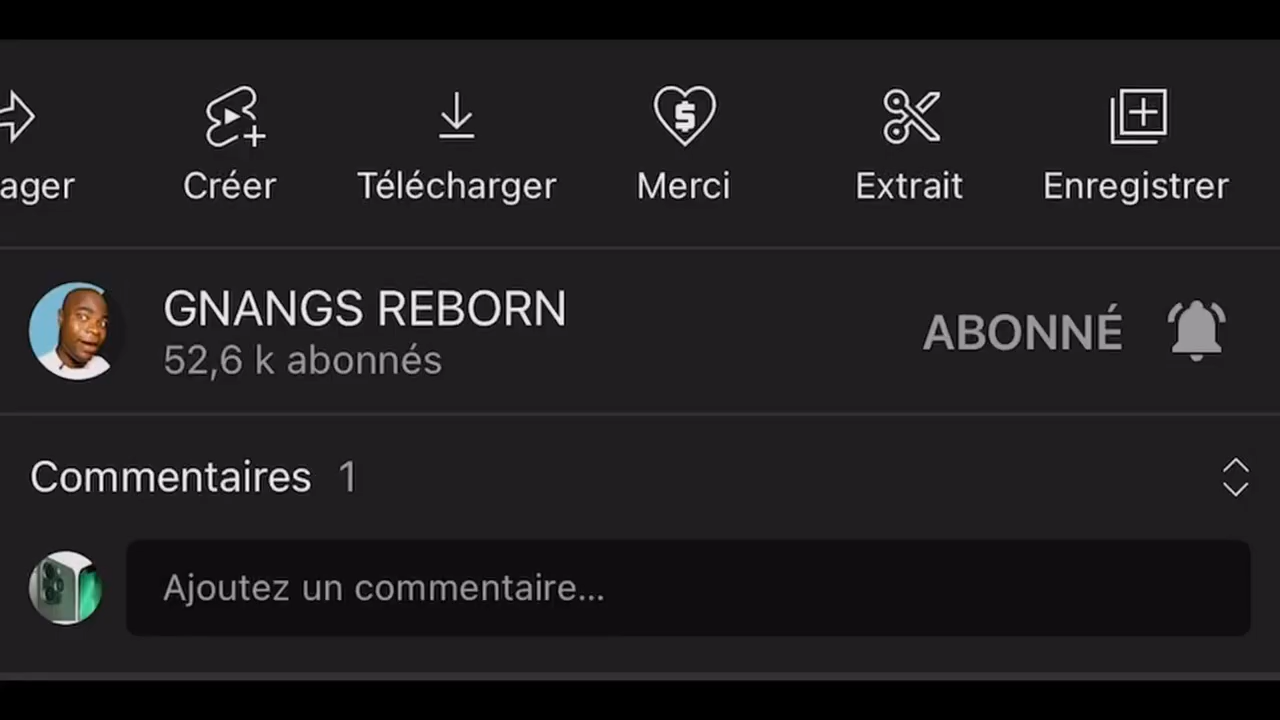 ager
Créer
Télécharger
Merci
Extrait
Enregistrer
GNANGS REBORN
52,6 k abonnés
ABONNÉ
Commentaires 1
Ajoutez un commentaire...